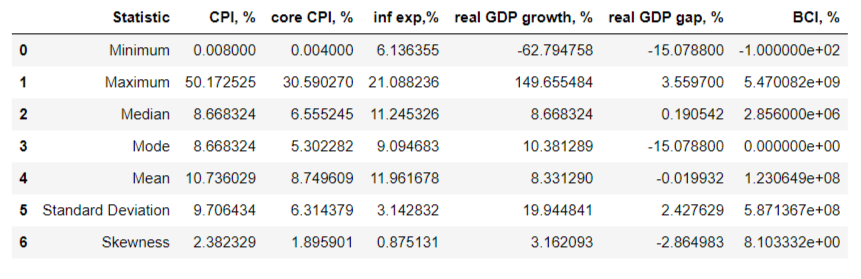 Statistic CPI, % core CPI, % inf exp,% real GDP growth, % real GDP gap, % BCI, %
0 Minimum 0.008000 0.004000 6.136355 -62.794758 -15.078800 -1.000000e+02
1 Maximum 50.172525 30.590270 21.088236 149.655484 3.559700 5.470082e+09
2 Median 8.668324 6.555245 11.245326 8.668324 0.190542 2.856000e+06
3 Mode 8.668324 5.302282 9.094683 10.381289 -15.078800 0.000000e+00
4 Mean 10.736029 8.749609 11.961678 8.331290 -0.019932 1.230649e+08
5 Standard Deviation 9.706434 6.314379 3.142832 19.944841 2.427629 5.871367e+08
6 Skewness 2.382329 1.895901 0.875131 3.162093 -2.864983 8.103332e+00